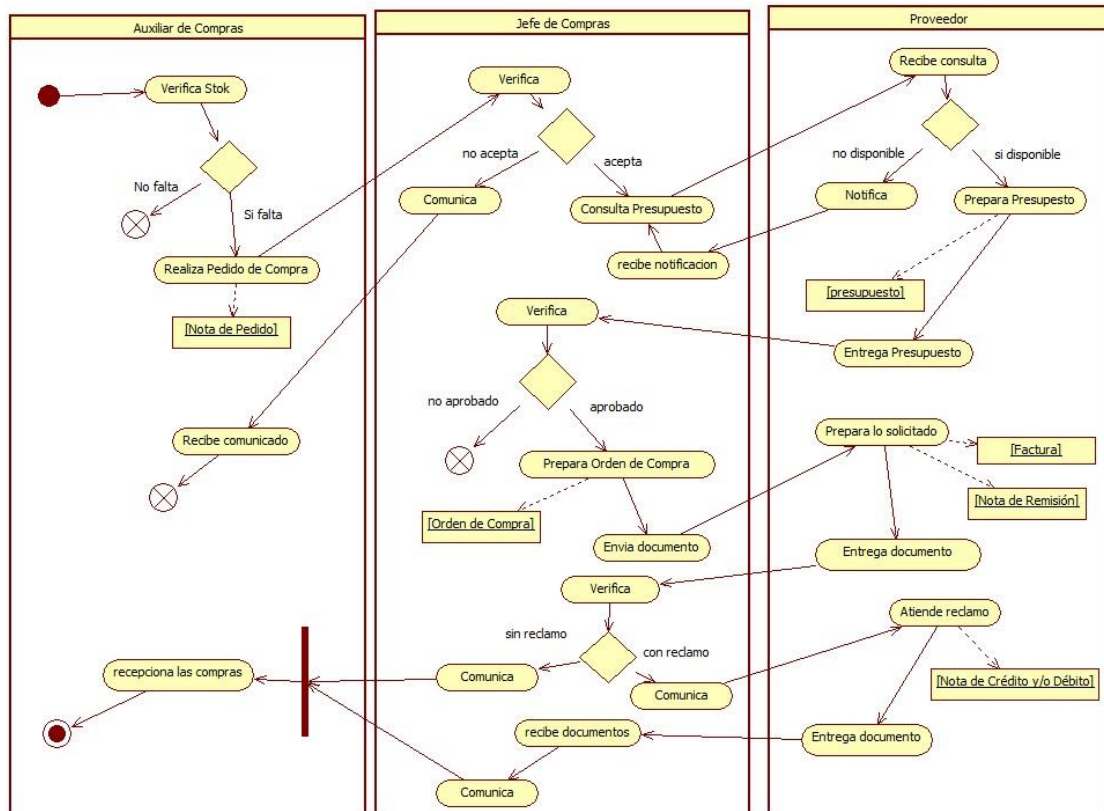 Auxiliar de Compras
Jefe de Compras
Proveedor
Verifica Stok
No falta
Si falta
Realiza Pedido de Compra
[Nota de Pedido]
Recibe comunicado
recepciona las compras
Verifica
no acepta
acepta
Comunica
Consulta Presupuesto
recibe notificacion
Verifica
no aprobado
aprobado
Prepara Orden de Compra
[Orden de Compra]
Envia documento
Verifica
sin reclamo
con reclamo
Comunica
Comunica
recibe documentos
Comunica
Recibe consulta
no disponible
si disponible
Notifica
Prepara Presupesto
[presupuesto]
Entrega Presupuesto
Prepara lo solicitado
[Factura]
[Nota de Remisión]
Entrega documento
Atiende reclamo
[Nota de Crédito y/o Débito]
Entrega documento